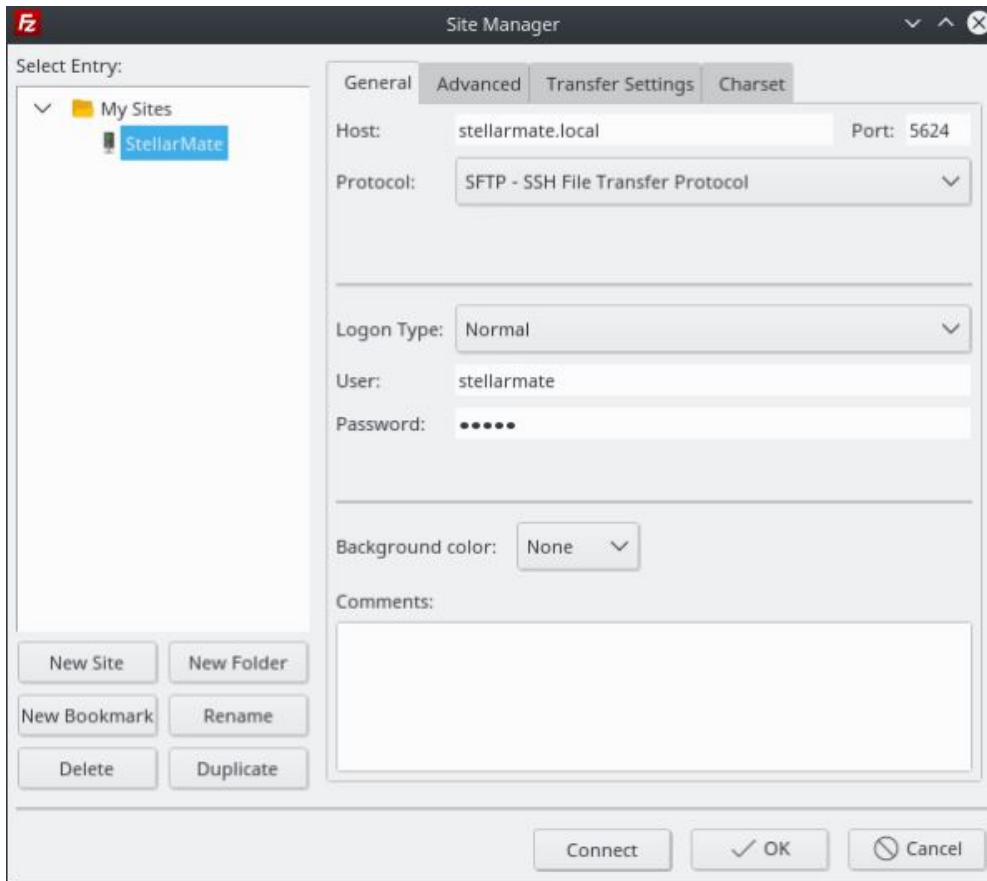 Fz
Site Manager
Select Entry:
My Sites
StellarMate
New Site New Folder
New Bookmark Rename
Delete Duplicate
General Advanced Transfer Settings Charset
Host: stellarmate.local Port: 5624
Protocol: SFTP - SSH File Transfer Protocol
Logon Type: Normal
User: stellarmate
Password: •••••
Background color: None
Comments:
Connect OK Cancel